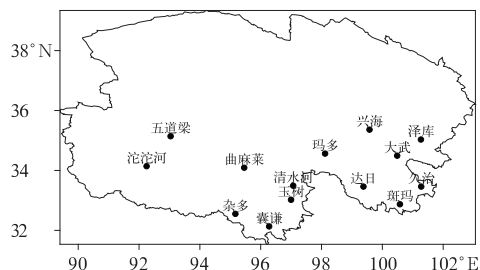 38°N
36
34
32
五道梁
沱沱河
曲麻莱
清水河
玉树
杂多
囊谦
玛多
兴海
泽库
大武
达日
久治
班玛
90
92
94
96
98
100
102°E